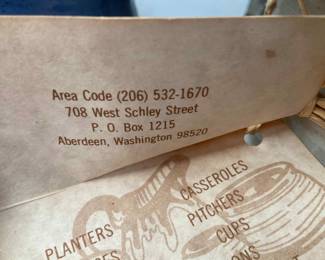 Area Code (206) 532-1670
708 West Schley Street
P. O. Box 1215
Aberdeen, Washington 98520
CASSEROLES
PITCHERS
PLANTERS
CUPS